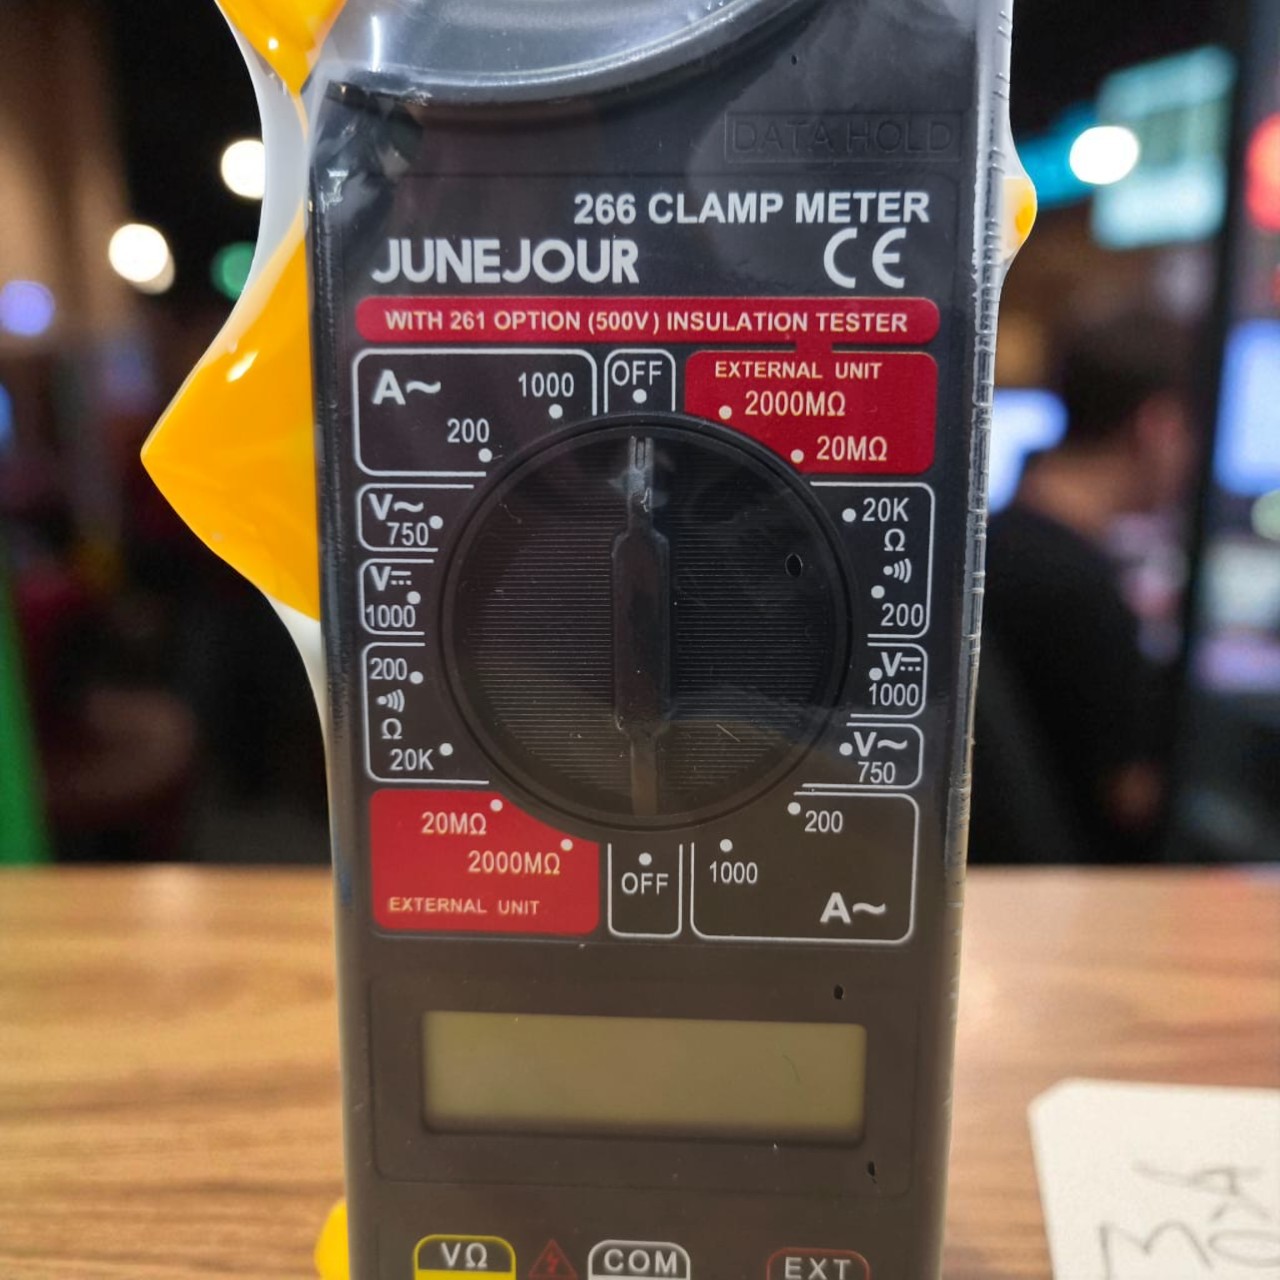 DATA HOLD
266 CLAMP METER
JUNEJOUR CE
WITH 261 OPTION (500V) INSULATION TESTER
A~ 1000
200
OFF
EXTERNAL UNIT
2000MΩ
20MΩ
V~
750
V⎓
1000
200
Ω
20K
20K
Ω
200
V⎓
1000
V~
750
20MΩ
2000MΩ
EXTERNAL UNIT
OFF
200
1000
A~
VΩ COM EXT